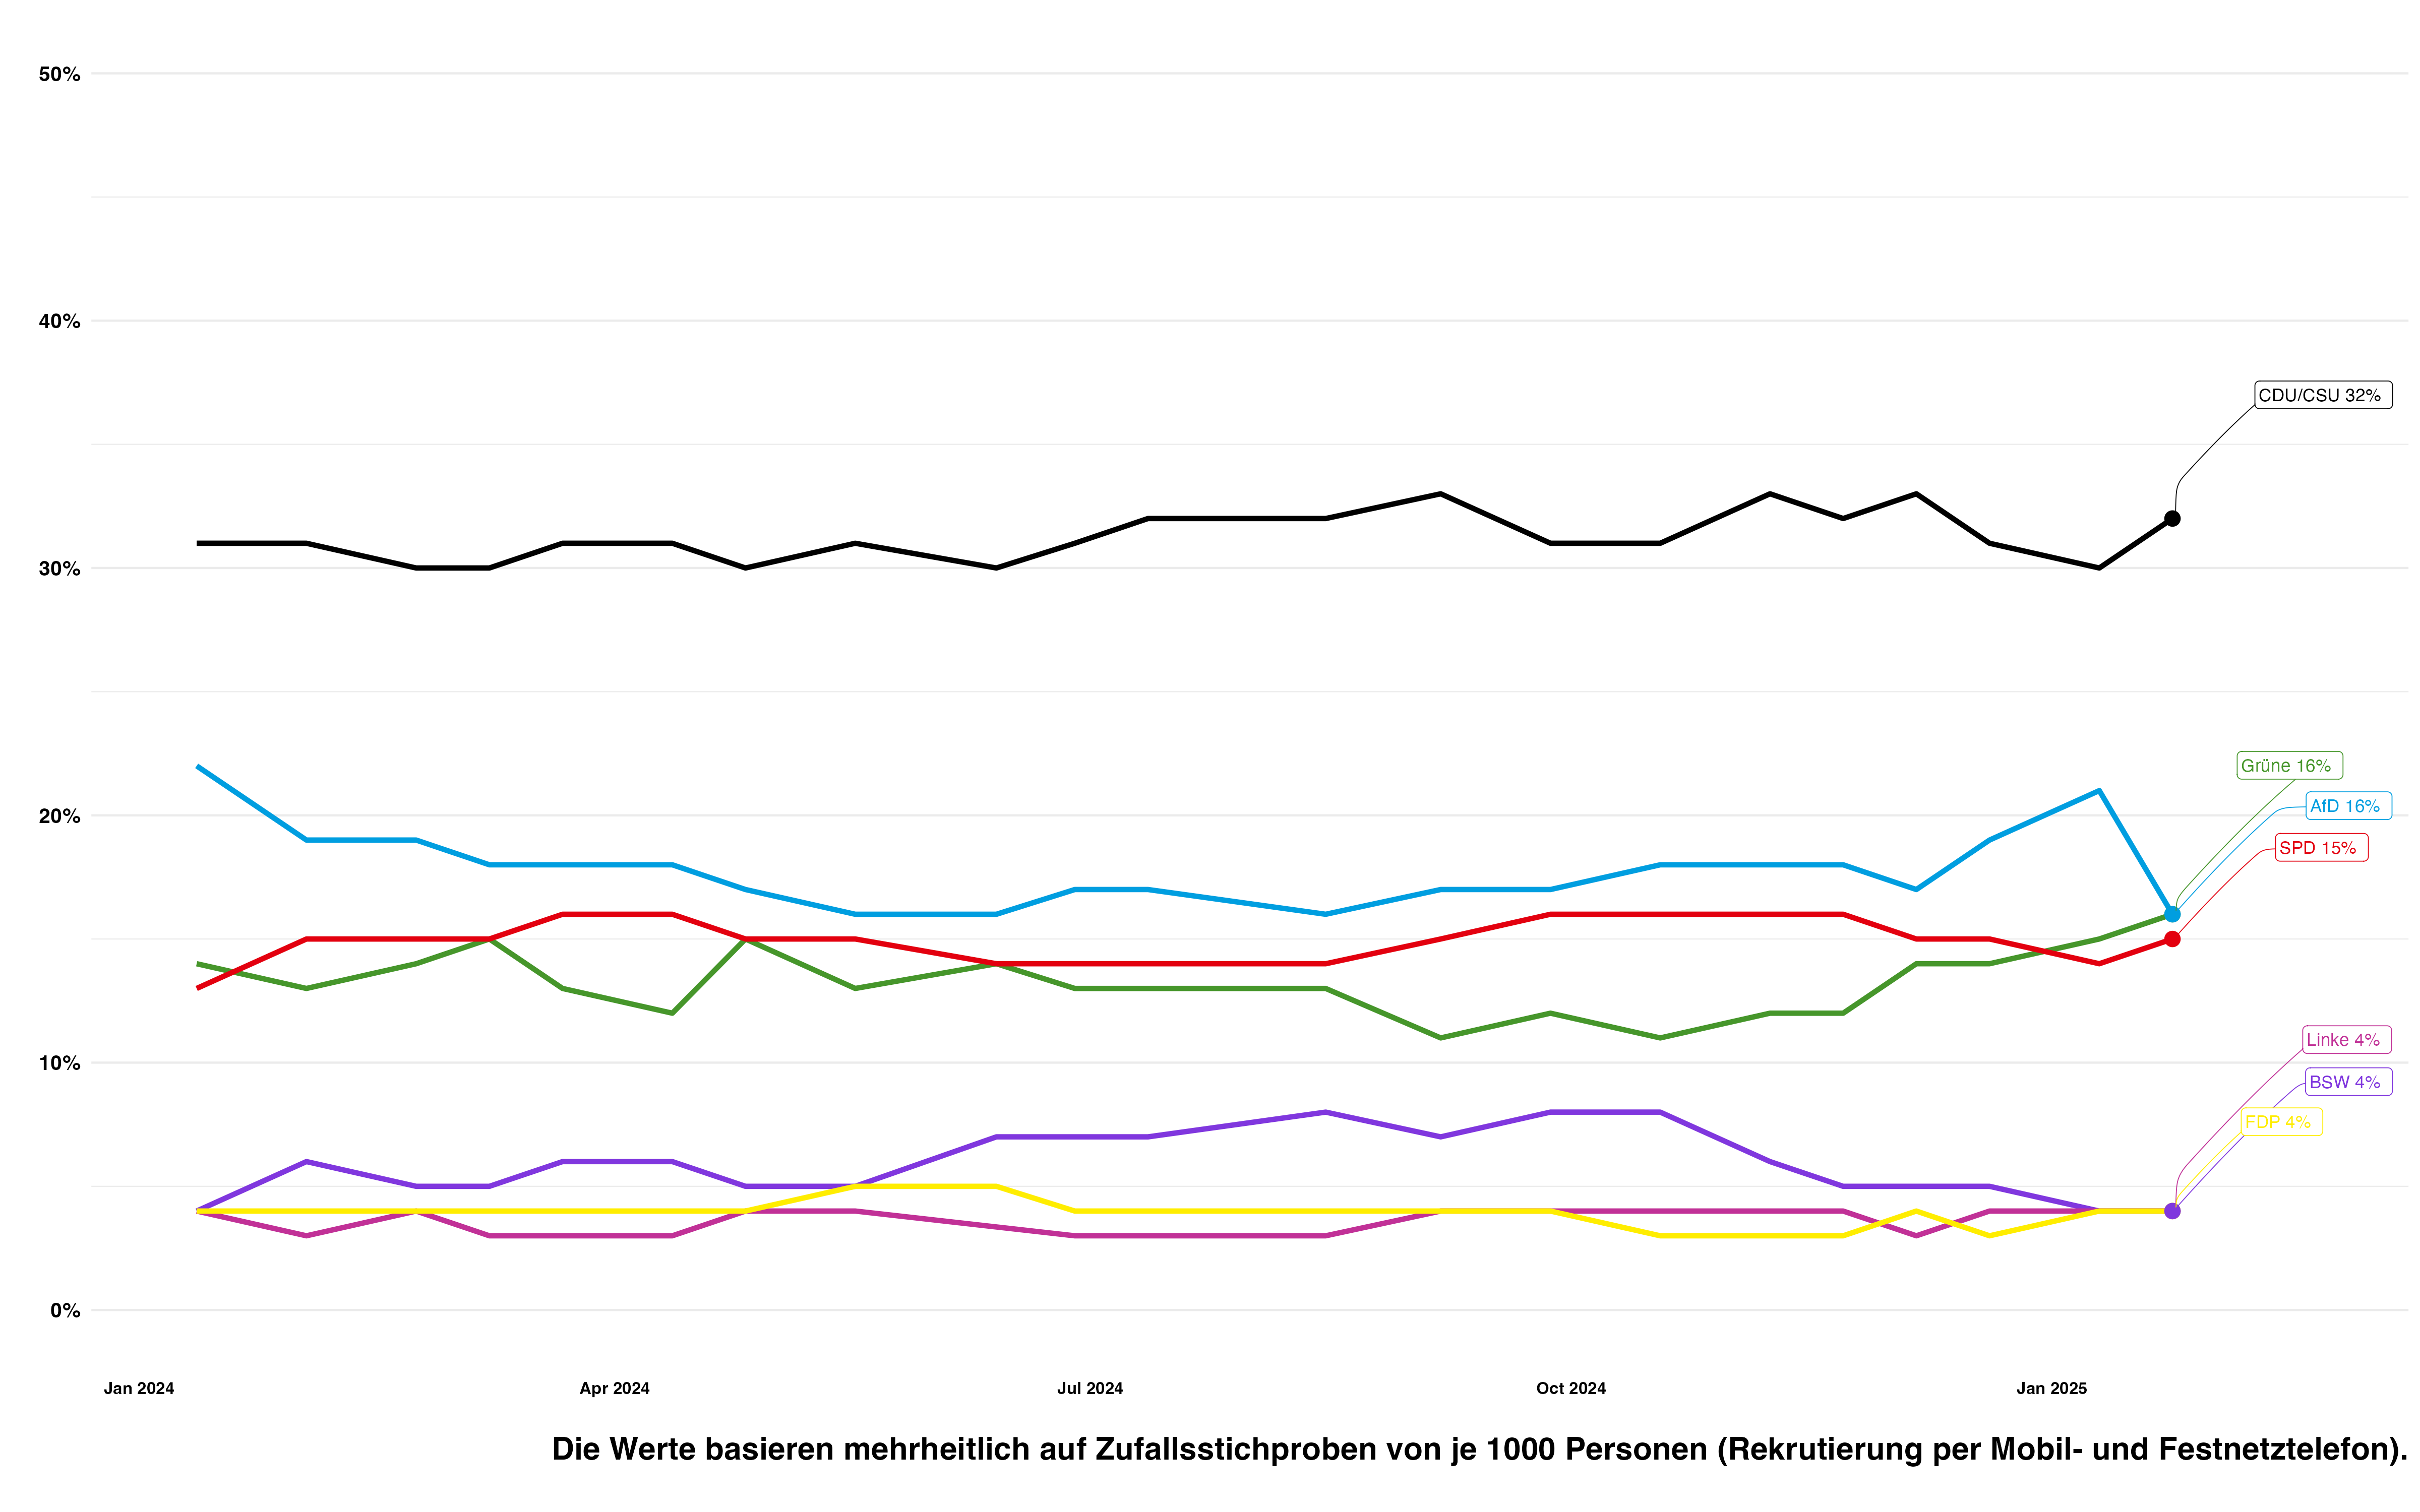 50%
40%
CDU/CSU 32%
30%
Grüne 16%
AfD 16%
20%
SPD 15%
Linke 4%
10%
BSW 4%
FDP 4%
0%
Jan 2024 Apr 2024 Jul 2024 Oct 2024 Jan 2025
Die Werte basieren mehrheitlich auf Zufallsstichproben von je 1000 Personen (Rekrutierung per Mobil- und Festnetztelefon).